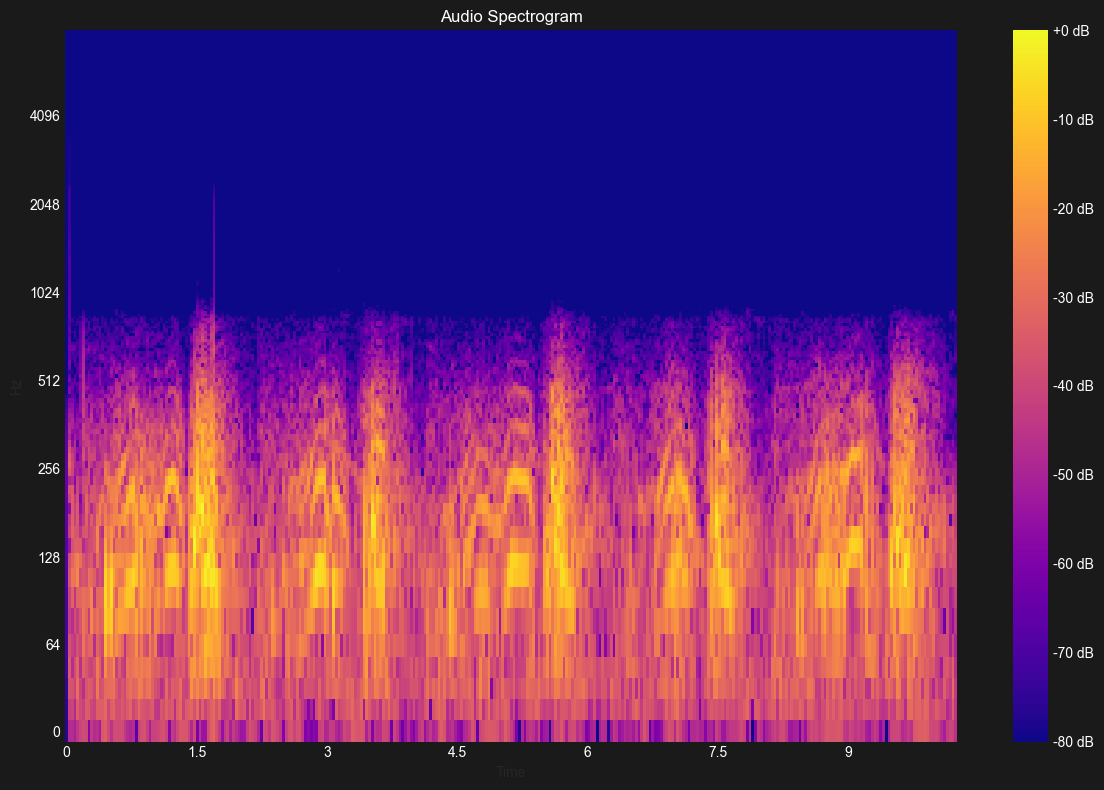 Audio Spectrogram
+0 dB
4096
-10 dB
2048
-20 dB
1024
-30 dB
512
Hz
-40 dB
256
-50 dB
128
-60 dB
64
-70 dB
0
-80 dB
0 1.5 3 4.5 6 7.5 9
Time